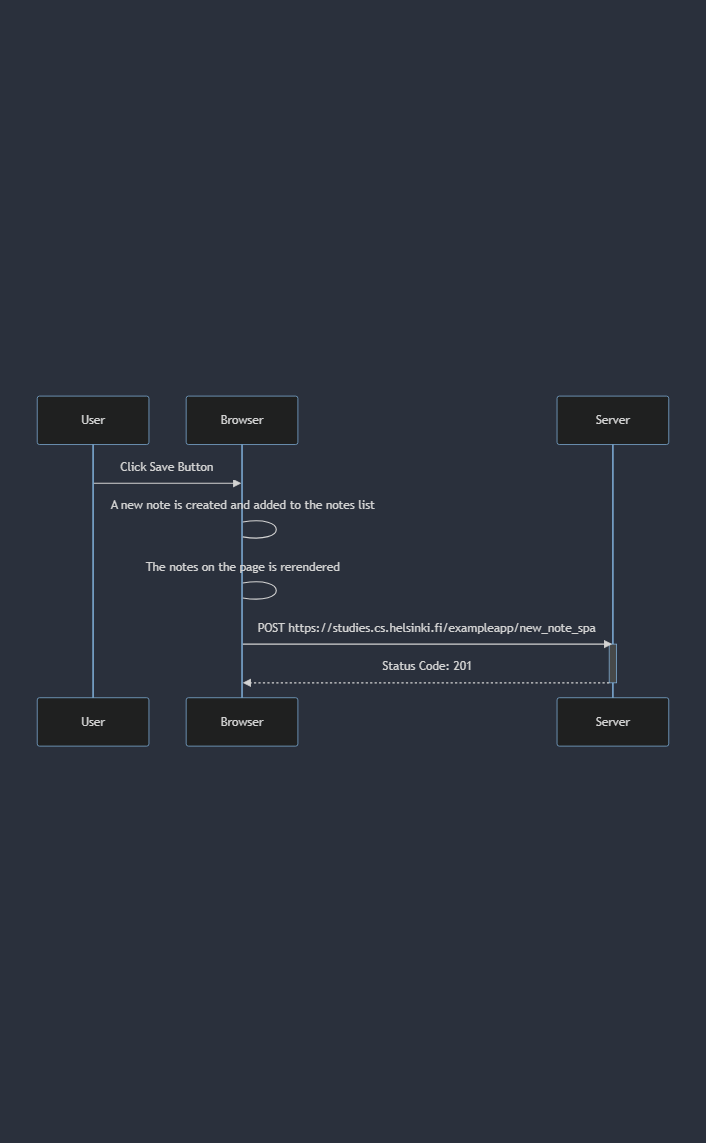 User
Browser
Server
Click Save Button
A new note is created and added to the notes list
The notes on the page is rerendered
POST https://studies.cs.helsinki.fi/exampleapp/new_note_spa
Status Code: 201
User
Browser
Server